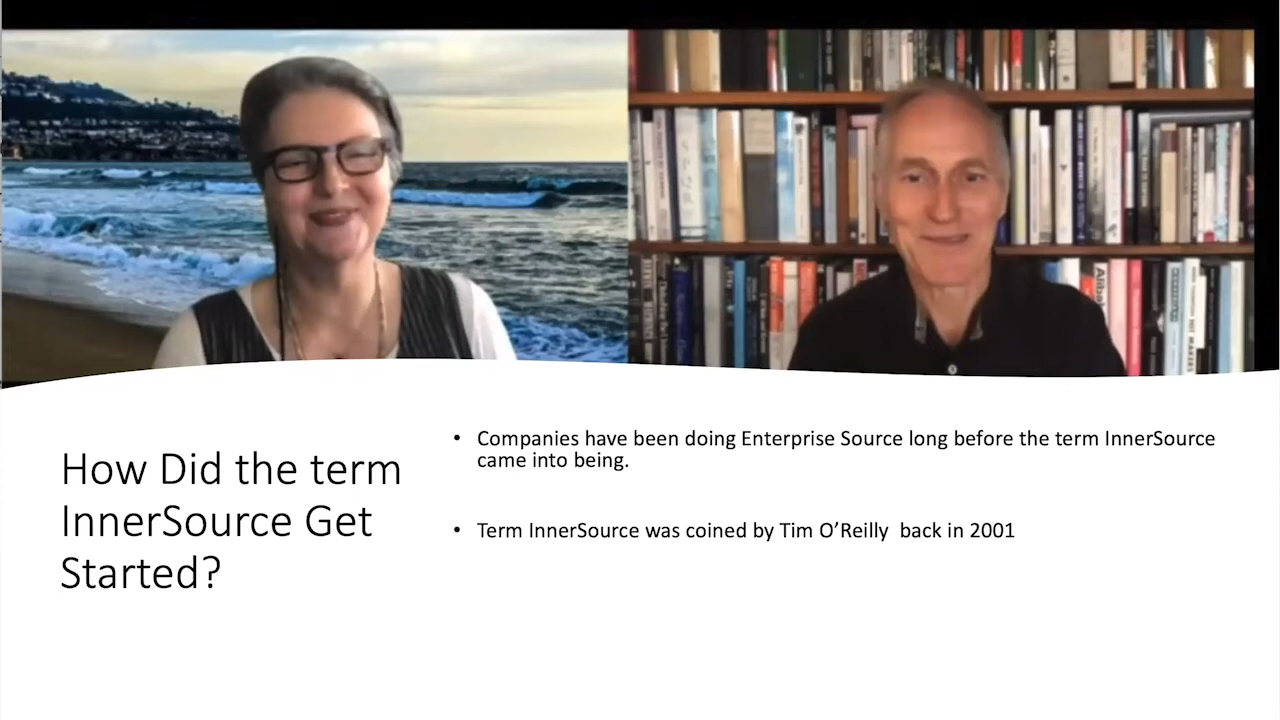 How Did the term
InnerSource Get
Started?
• Companies have been doing Enterprise Source long before the term InnerSource
came into being.
• Term InnerSource was coined by Tim O’Reilly  back in 2001